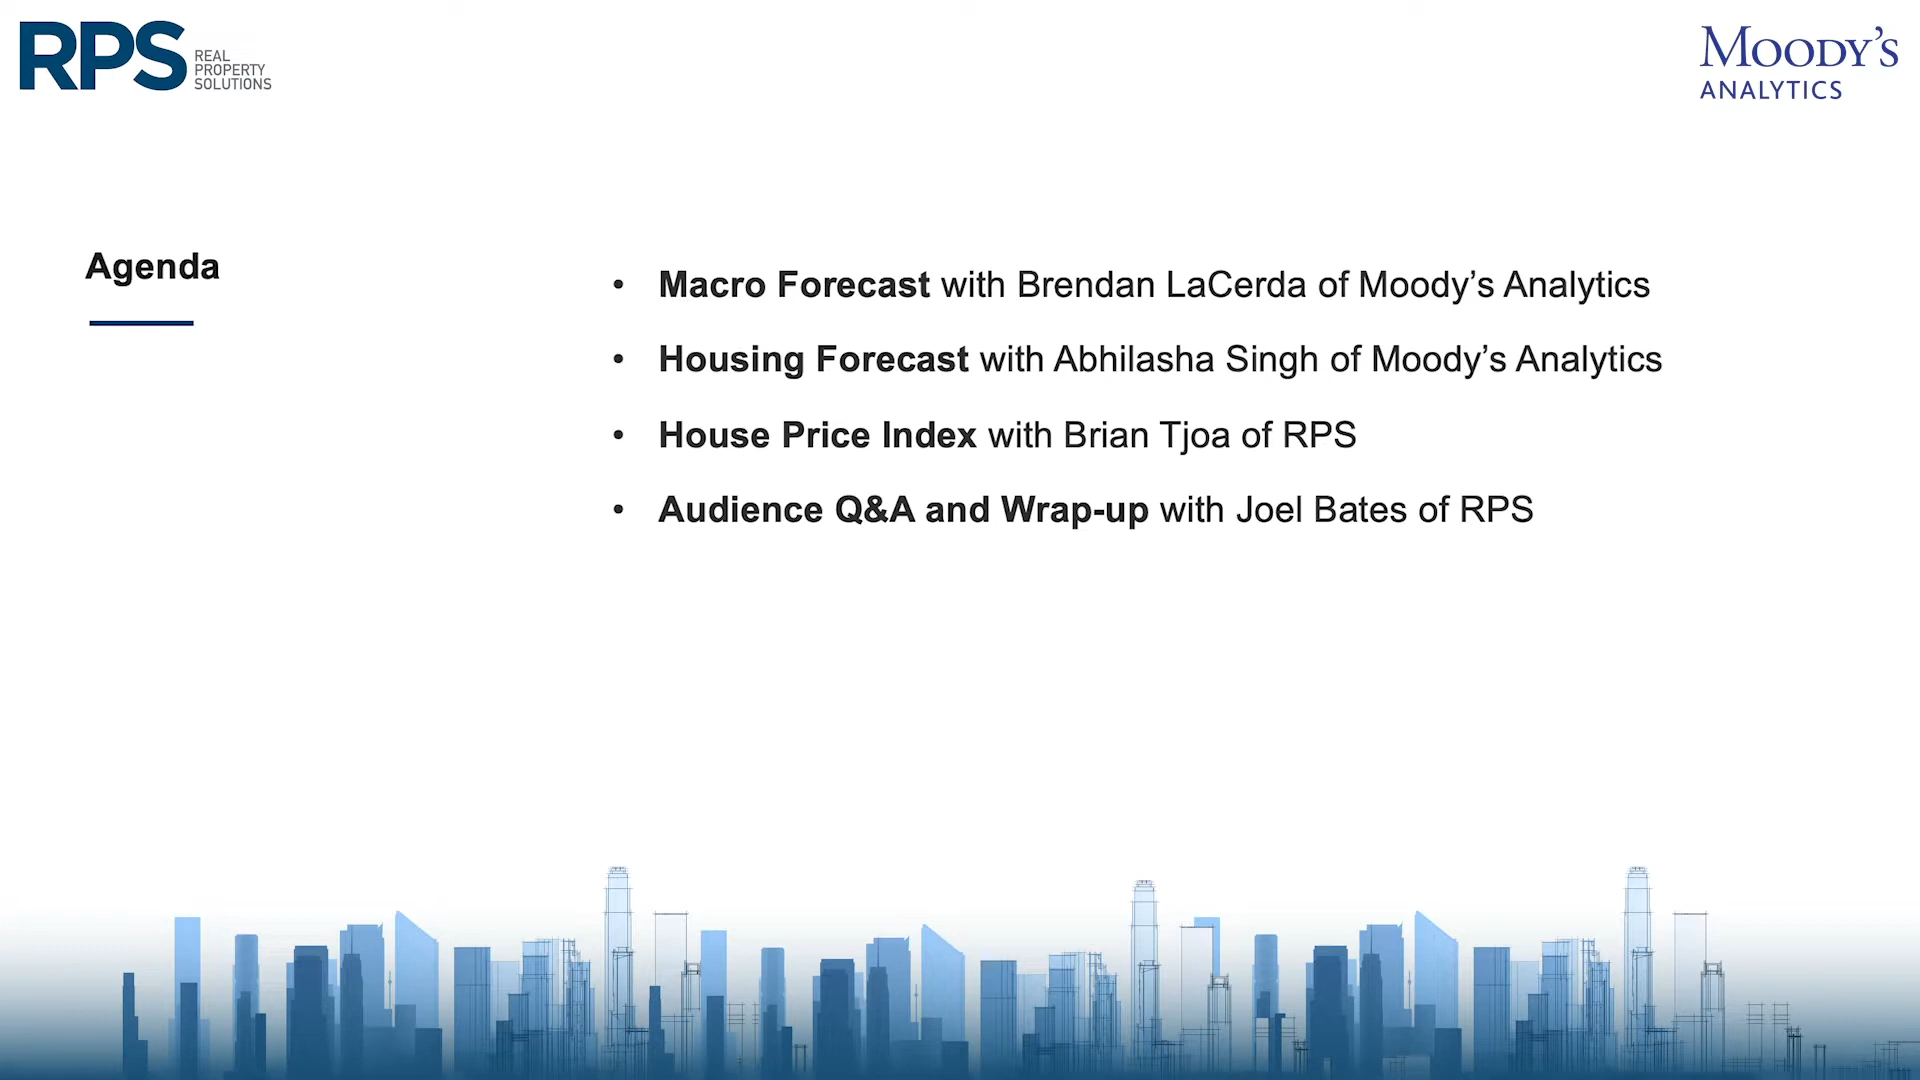 RPS REAL
PROPERTY
SOLUTIONS
MOODY'S
ANALYTICS
Agenda
• Macro Forecast with Brendan LaCerda of Moody’s Analytics
• Housing Forecast with Abhilasha Singh of Moody’s Analytics
• House Price Index with Brian Tjoa of RPS
• Audience Q&A and Wrap-up with Joel Bates of RPS